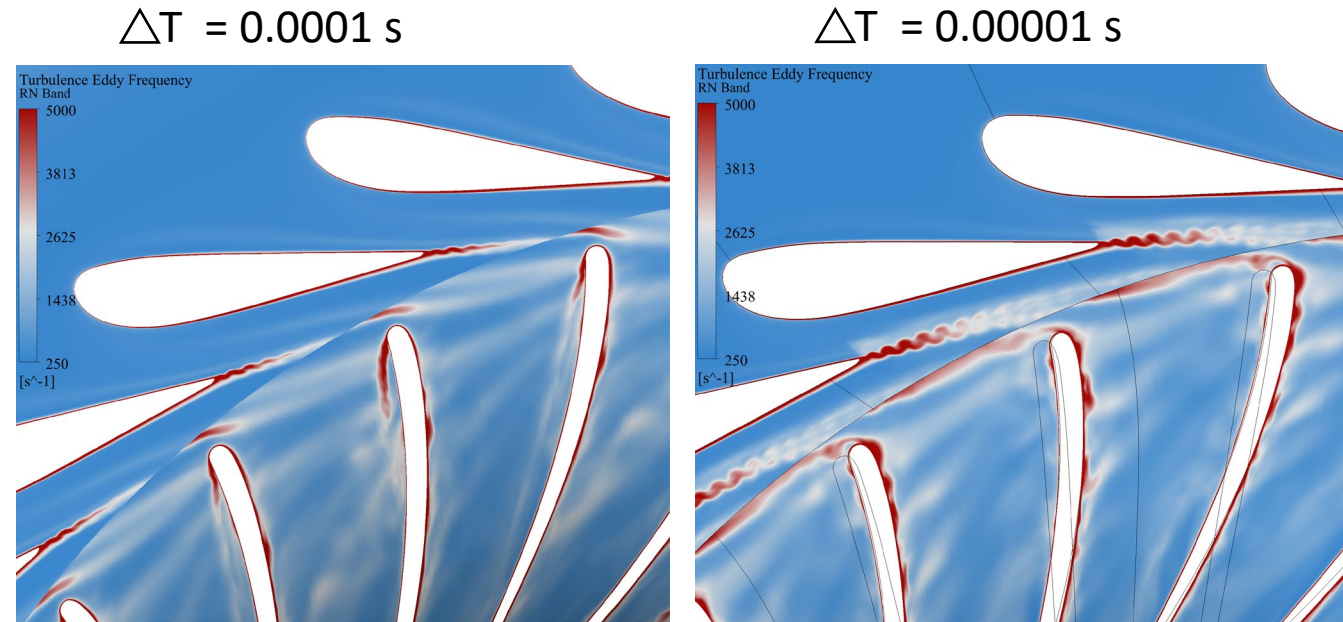 △T = 0.0001 s
△T = 0.00001 s
Turbulence Eddy Frequency
RN Band
5000
3813
2625
1438
250
[s^-1]
Turbulence Eddy Frequency
RN Band
5000
3813
2625
1438
250
[s^-1]